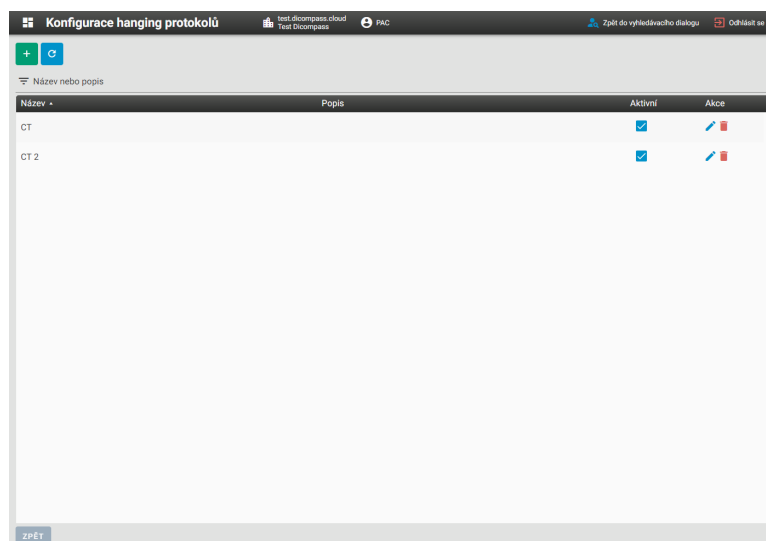 Konfigurace hanging protokolů
test.dicompass.cloud
Test Dicompass
PAC
Zpět do vyhledávacího dialogu
Odhlásit se
Název nebo popis
Název Popis Aktivní Akce
CT
CT 2
ZPĚT